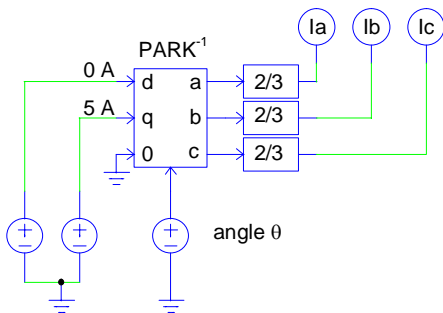 Ia Ib Ic
PARK⁻¹
0 A d a 2/3
5 A q b 2/3
0 c 2/3
angle θ